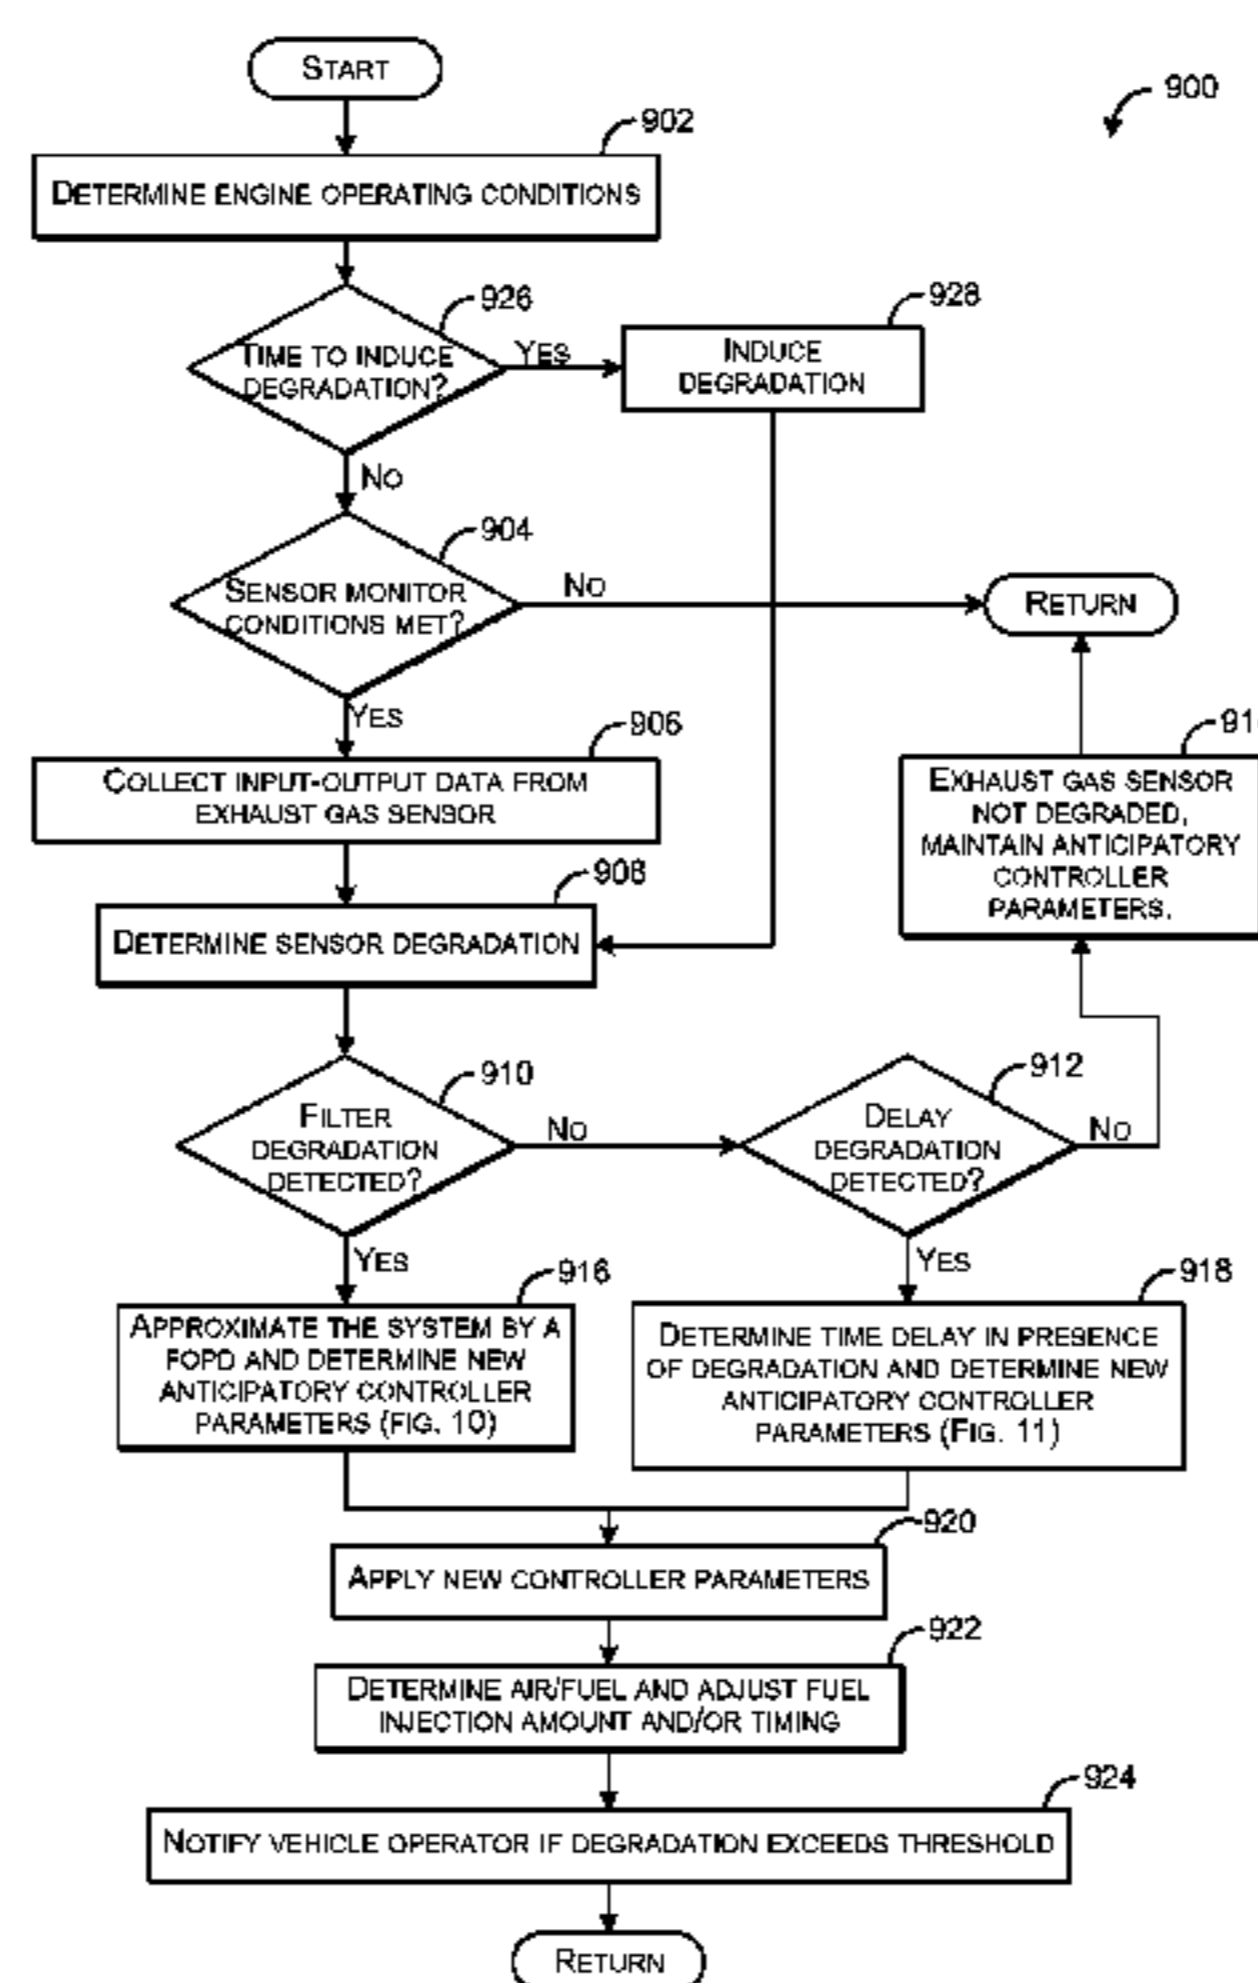 START
900
902
DETERMINE ENGINE OPERATING CONDITIONS
926
928
TIME TO INDUCE
DEGRADATION?
YES
INDUCE
DEGRADATION
NO
904
SENSOR MONITOR
CONDITIONS MET?
NO
RETURN
YES
906
COLLECT INPUT-OUTPUT DATA FROM
EXHAUST GAS SENSOR
EXHAUST GAS SENSOR
NOT DEGRADED,
MAINTAIN ANTICIPATORY
CONTROLLER
PARAMETERS.
908
DETERMINE SENSOR DEGRADATION
910
FILTER
DEGRADATION
DETECTED?
NO
912
DELAY
DEGRADATION
DETECTED?
NO
YES
YES
916
APPROXIMATE THE SYSTEM BY A
FOPD AND DETERMINE NEW
ANTICIPATORY CONTROLLER
PARAMETERS (FIG. 10)
918
DETERMINE TIME DELAY IN PRESENCE
OF DEGRADATION AND DETERMINE NEW
ANTICIPATORY CONTROLLER
PARAMETERS (FIG. 11)
920
APPLY NEW CONTROLLER PARAMETERS
922
DETERMINE AIR/FUEL AND ADJUST FUEL
INJECTION AMOUNT AND/OR TIMING
924
NOTIFY VEHICLE OPERATOR IF DEGRADATION EXCEEDS THRESHOLD
RETURN